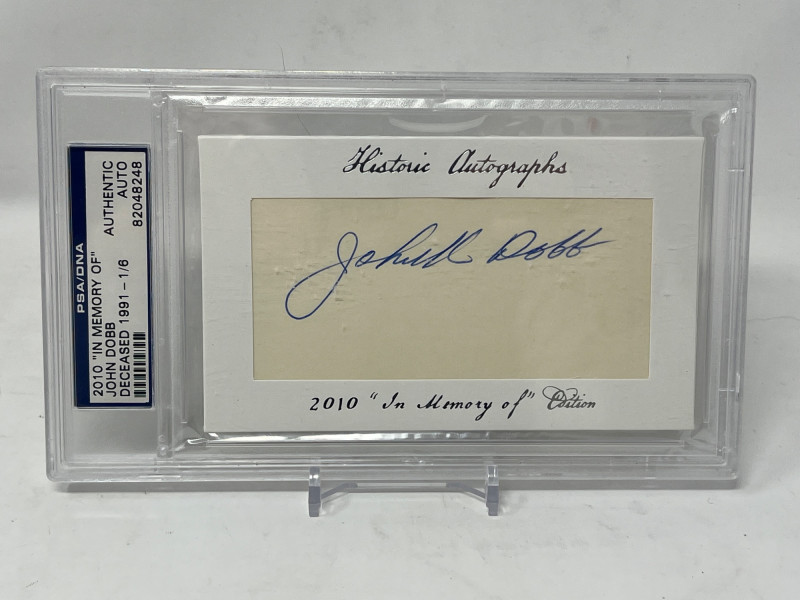 PSA/DNA
2010 "IN MEMORY OF"
JOHN DOBB
DECEASED 1991 - 1/6
AUTHENTIC
AUTO
82048248
Historic Autographs
John Dobb
2010 "In Memory of" Edition